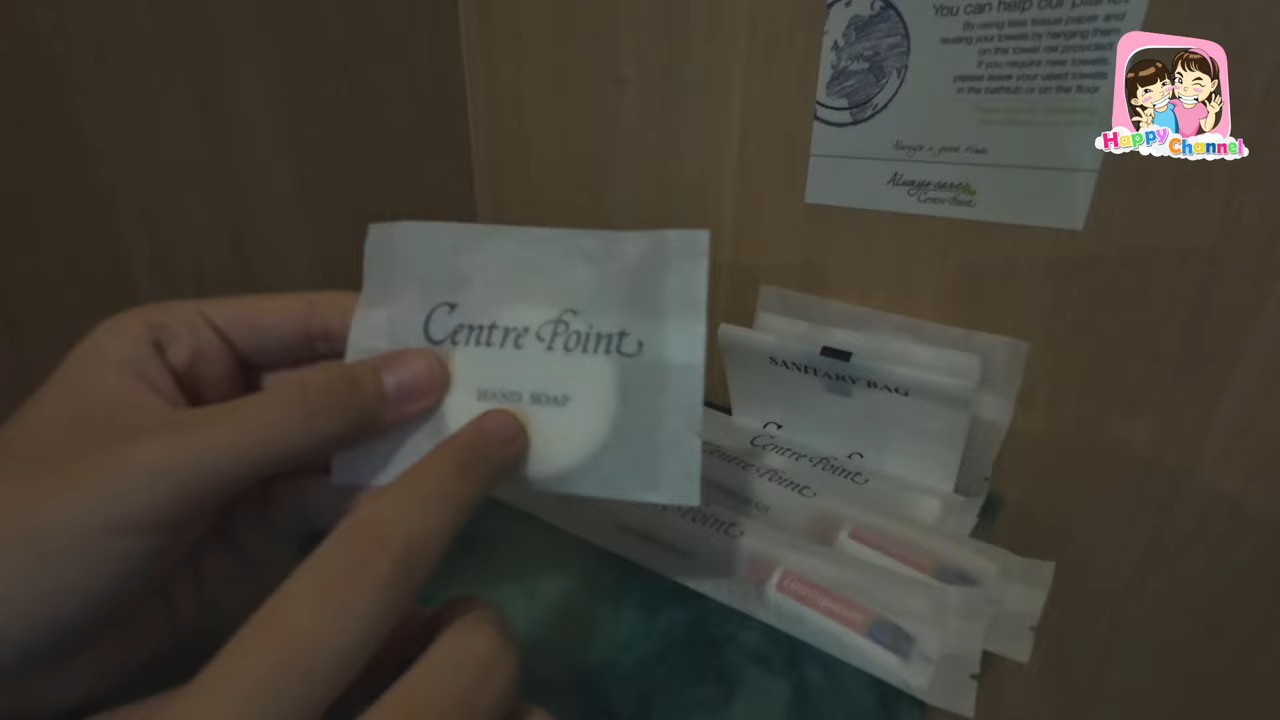 You can help our planet
By using less tissue paper and
reusing your towels by hanging them
on the towel rail provided
If you require new towels
please leave your used towels
in the bathtub or on the floor
Always care
Centre Point
Happy
Channel
Centre Point
HAND SOAP
SANITARY BAG
Centre Point
Centre Point
Point
Toothpaste